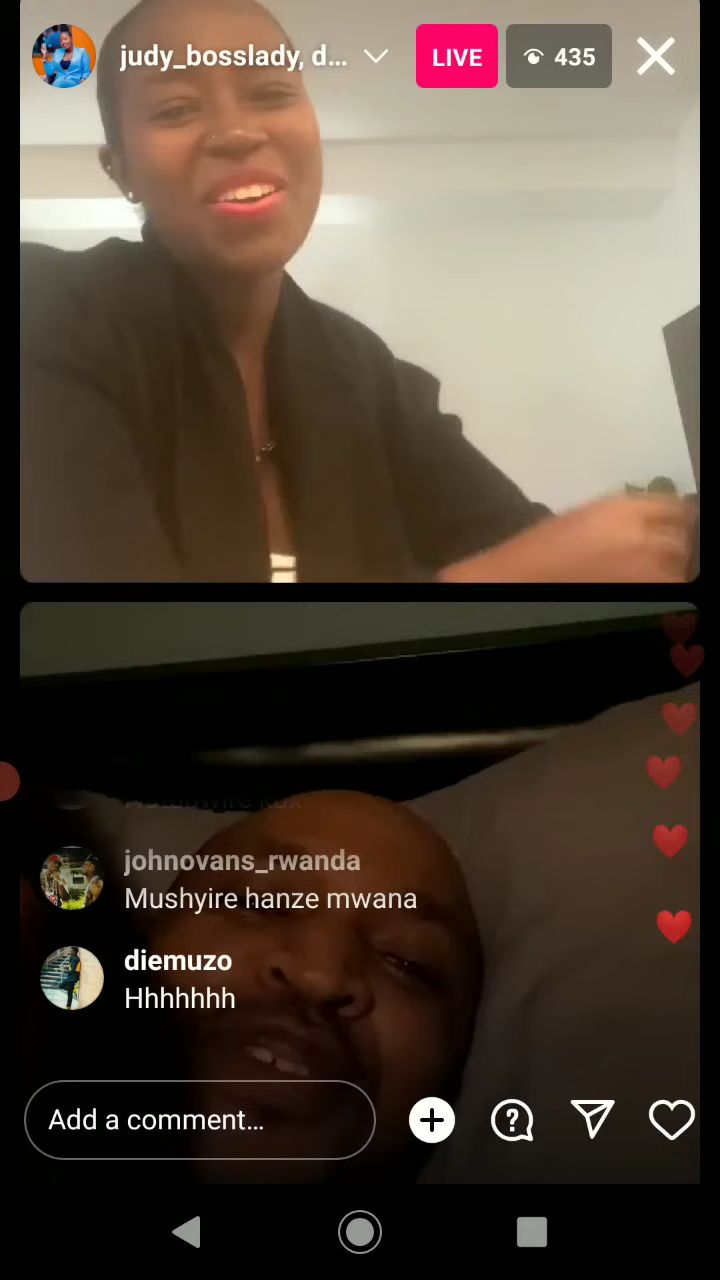 judy_bosslady, d...
LIVE
435
johnovans_rwanda
Mushyire hanze mwana
diemuzo
Hhhhhhh
Add a comment...